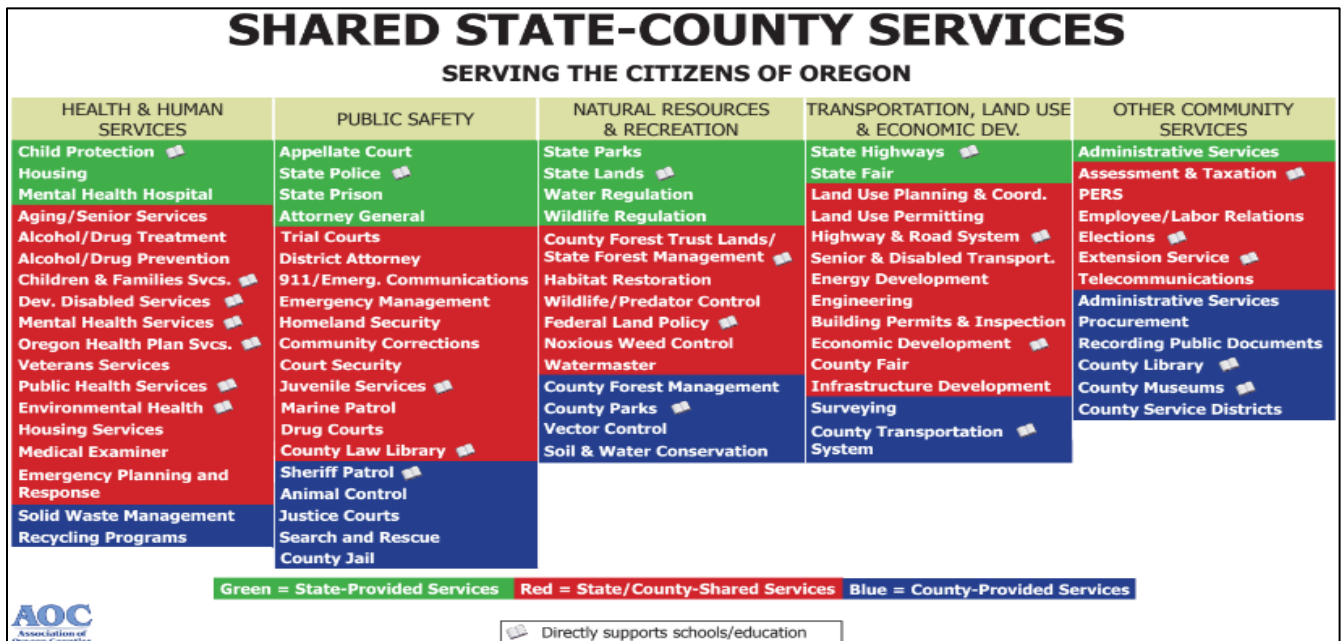 SHARED STATE-COUNTY SERVICES
SERVING THE CITIZENS OF OREGON
HEALTH & HUMAN
SERVICES
Child Protection
Housing
Mental Health Hospital
Aging/Senior Services
Alcohol/Drug Treatment
Alcohol/Drug Prevention
Children & Families Svcs.
Dev. Disabled Services
Mental Health Services
Oregon Health Plan Svcs.
Veterans Services
Public Health Services
Environmental Health
Housing Services
Medical Examiner
Emergency Planning and
Response
Solid Waste Management
Recycling Programs
PUBLIC SAFETY
Appellate Court
State Police
State Prison
Attorney General
Trial Courts
District Attorney
911/Emerg. Communications
Emergency Management
Homeland Security
Community Corrections
Court Security
Juvenile Services
Marine Patrol
Drug Courts
County Law Library
Sheriff Patrol
Animal Control
Justice Courts
Search and Rescue
County Jail
NATURAL RESOURCES
& RECREATION
State Parks
State Lands
Water Regulation
Wildlife Regulation
County Forest Trust Lands/
State Forest Management
Habitat Restoration
Wildlife/Predator Control
Federal Land Policy
Noxious Weed Control
Watermaster
County Forest Management
County Parks
Vector Control
Soil & Water Conservation
TRANSPORTATION, LAND USE
& ECONOMIC DEV.
State Highways
State Fair
Land Use Planning & Coord.
Land Use Permitting
Highway & Road System
Senior & Disabled Transport.
Energy Development
Engineering
Building Permits & Inspection
Economic Development
County Fair
Infrastructure Development
Surveying
County Transportation
System
OTHER COMMUNITY
SERVICES
Administrative Services
Assessment & Taxation
PERS
Employee/Labor Relations
Elections
Extension Service
Telecommunications
Administrative Services
Procurement
Recording Public Documents
County Library
County Museums
County Service Districts
Green = State-Provided Services Red = State/County-Shared Services Blue = County-Provided Services
AOC
Association of
Directly supports schools/education